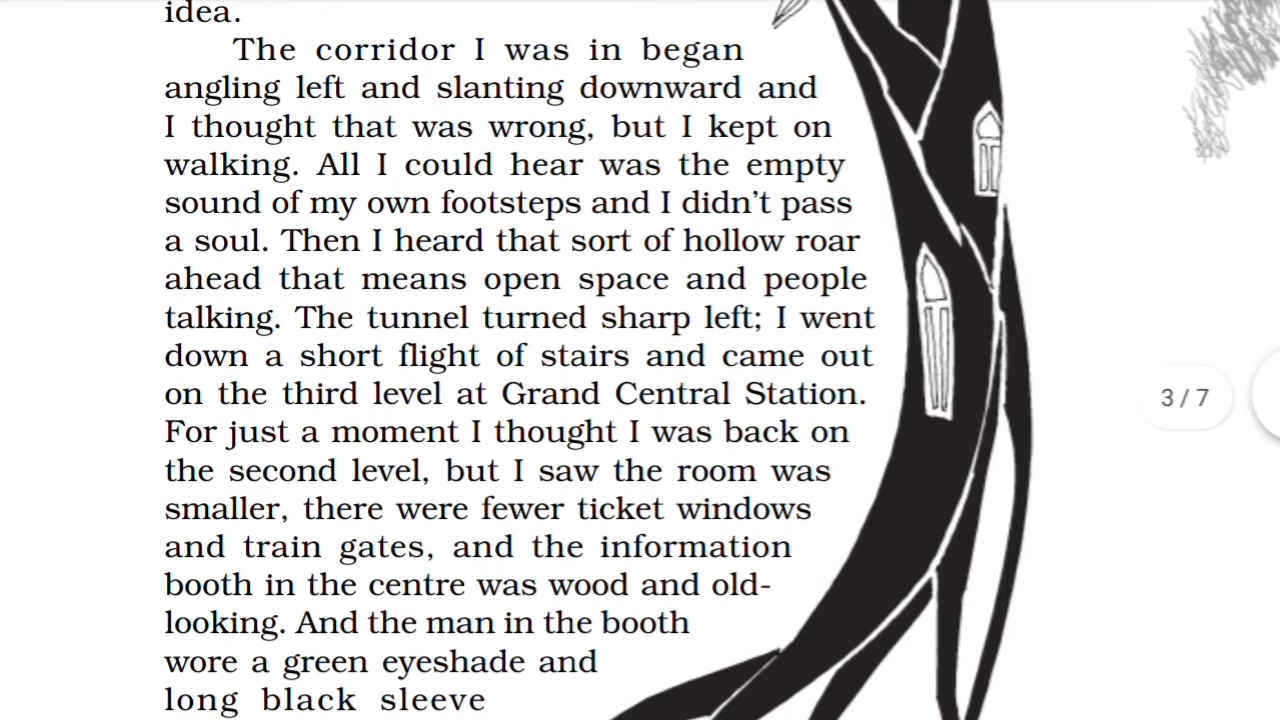 idea.
The corridor I was in began
angling left and slanting downward and
I thought that was wrong, but I kept on
walking. All I could hear was the empty
sound of my own footsteps and I didn't pass
a soul. Then I heard that sort of hollow roar
ahead that means open space and people
talking. The tunnel turned sharp left; I went
down a short flight of stairs and came out
on the third level at Grand Central Station.
For just a moment I thought I was back on
the second level, but I saw the room was
smaller, there were fewer ticket windows
and train gates, and the information
booth in the centre was wood and old-
looking. And the man in the booth
wore a green eyeshade and
long black sleeve
3 / 7